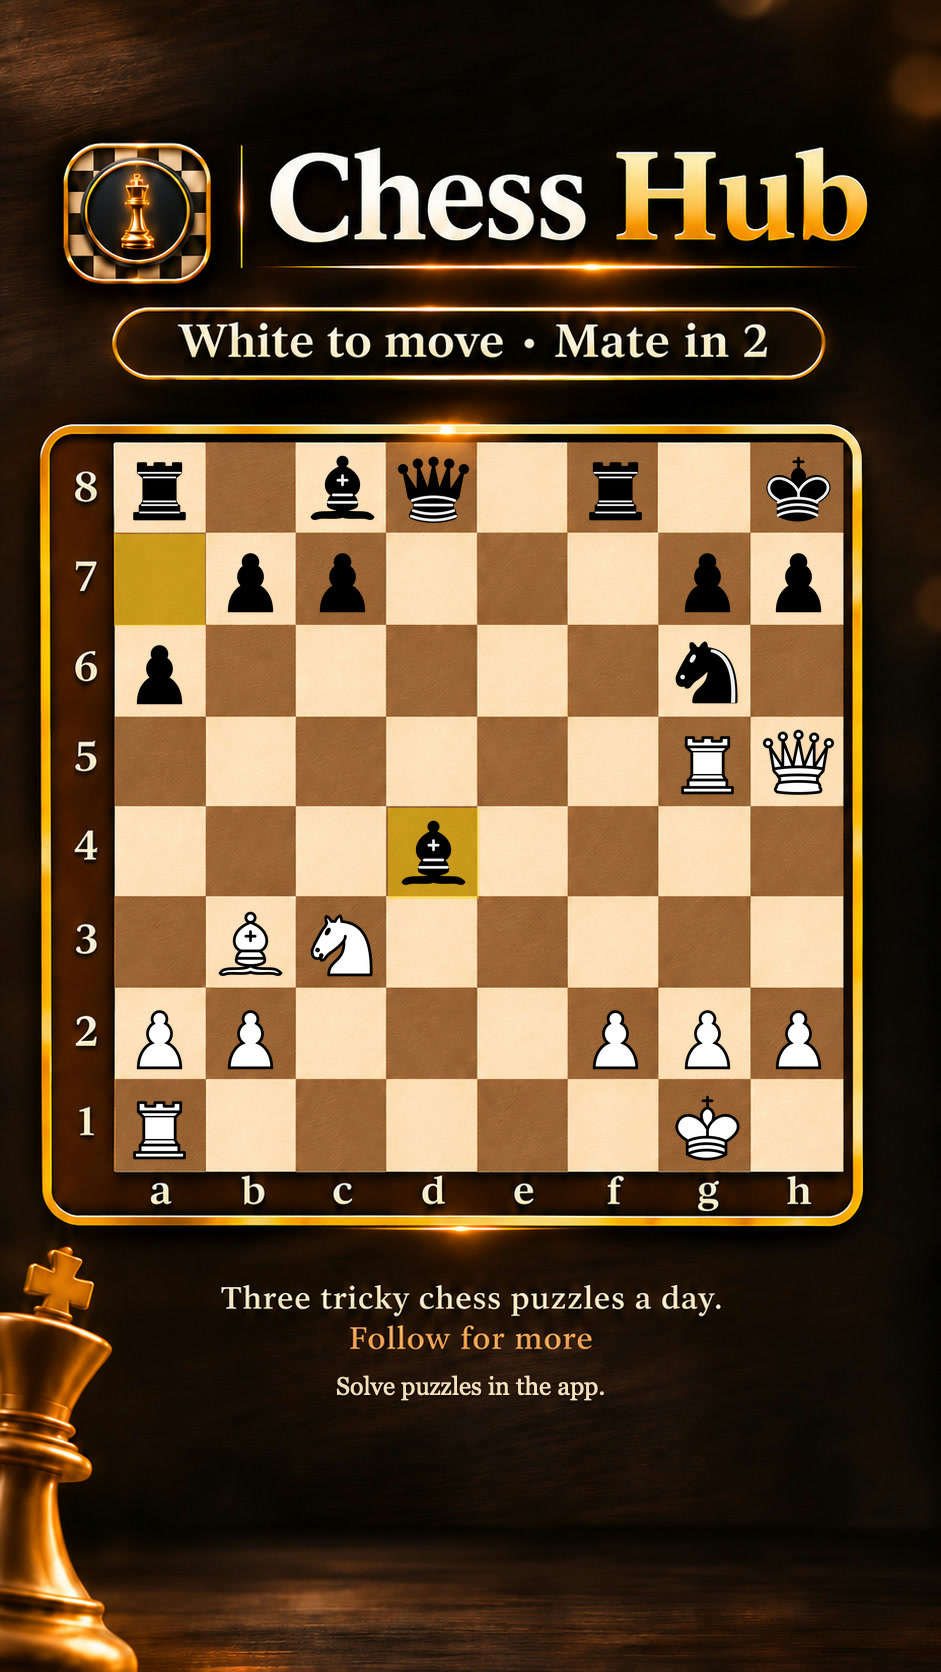 Chess Hub
White to move • Mate in 2
8
7
6
5
4
3
2
1
a b c d e f g h
Three tricky chess puzzles a day.
Follow for more
Solve puzzles in the app.